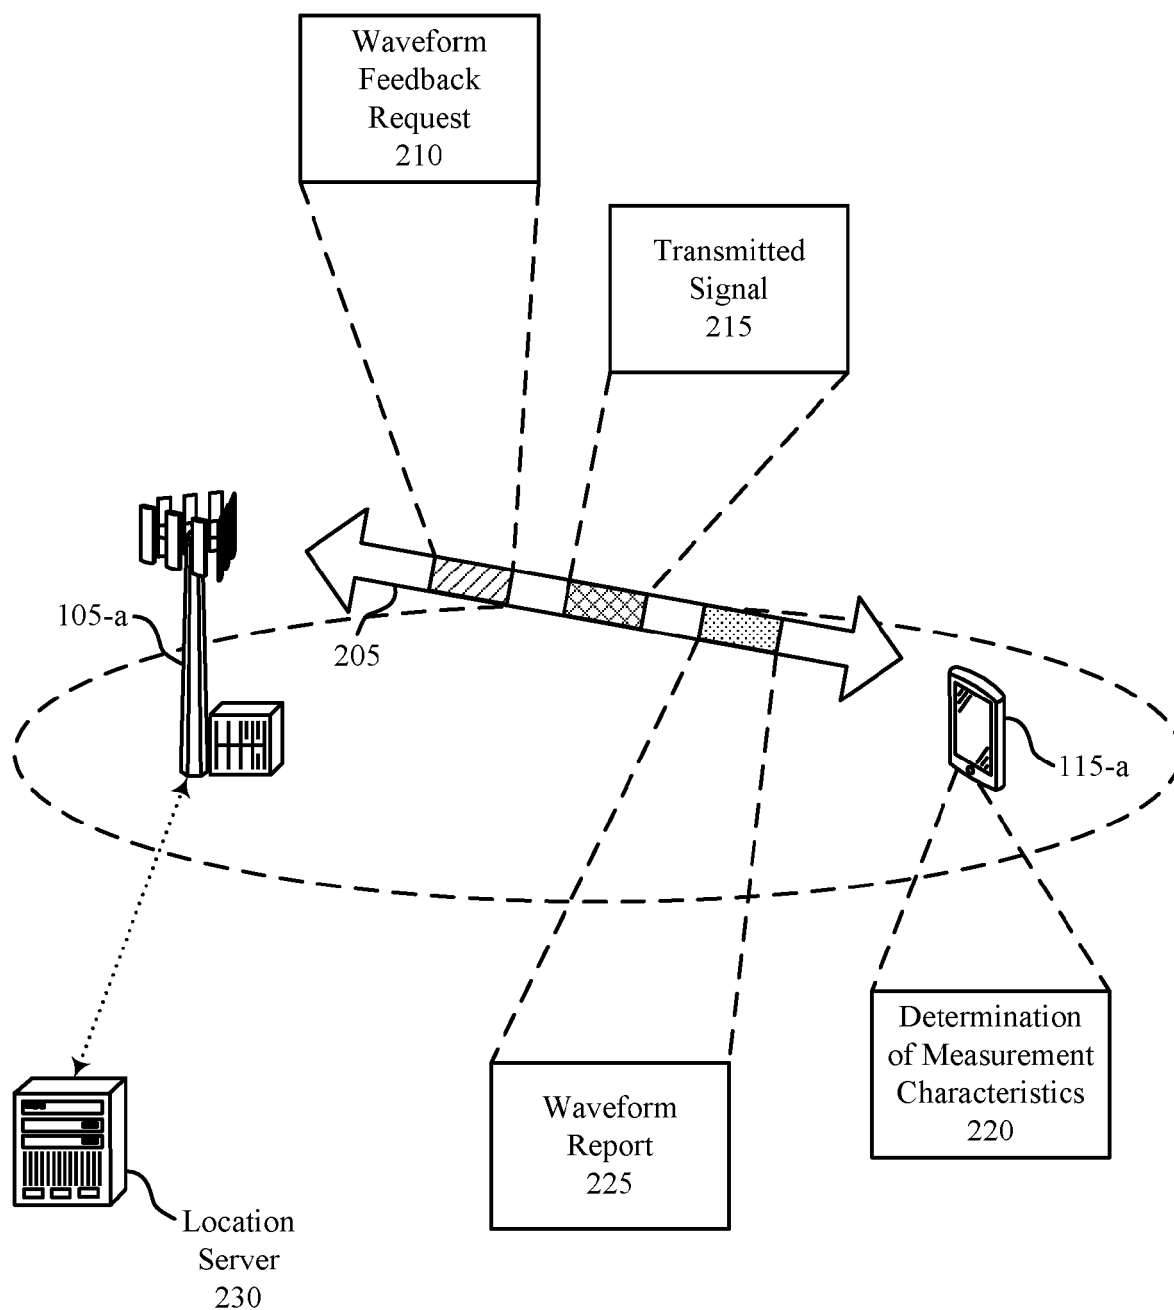 Waveform
Feedback
Request
210
Transmitted
Signal
215
105-a
205
115-a
Determination
of Measurement
Characteristics
220
Waveform
Report
225
Location
Server
230